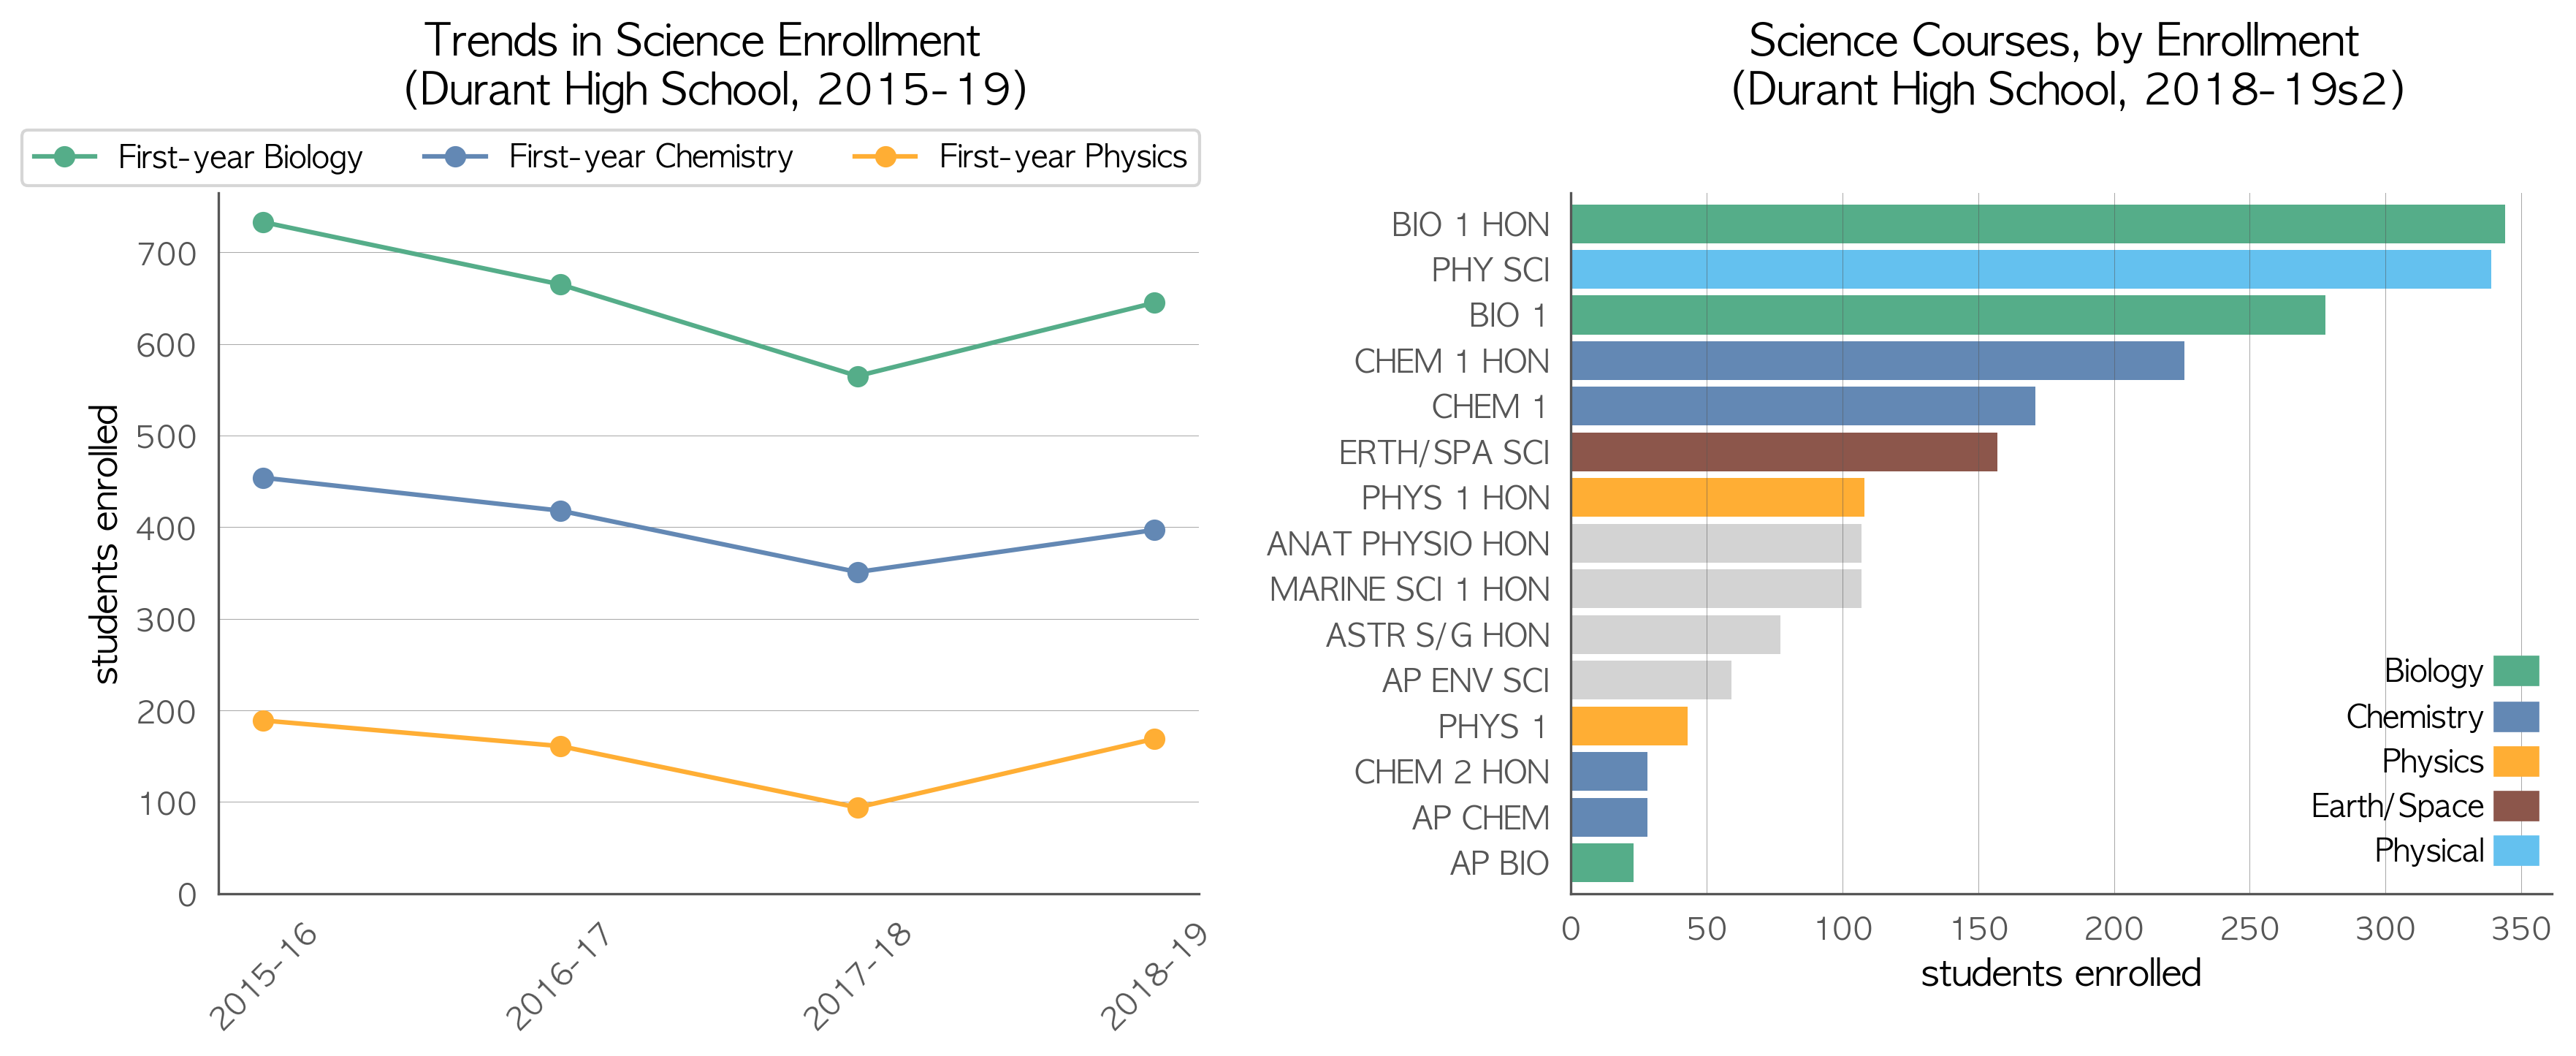 Trends in Science Enrollment
(Durant High School, 2015-19)
First-year Biology
First-year Chemistry
First-year Physics
students enrolled
700
600
500
400
300
200
100
0
2015-16
2016-17
2017-18
2018-19
Science Courses, by Enrollment
(Durant High School, 2018-19s2)
BIO 1 HON
PHY SCI
BIO 1
CHEM 1 HON
CHEM 1
ERTH/SPA SCI
PHYS 1 HON
ANAT PHYSIO HON
MARINE SCI 1 HON
ASTR S/G HON
AP ENV SCI
PHYS 1
CHEM 2 HON
AP CHEM
AP BIO
Biology
Chemistry
Physics
Earth/Space
Physical
0 50 100 150 200 250 300 350
students enrolled